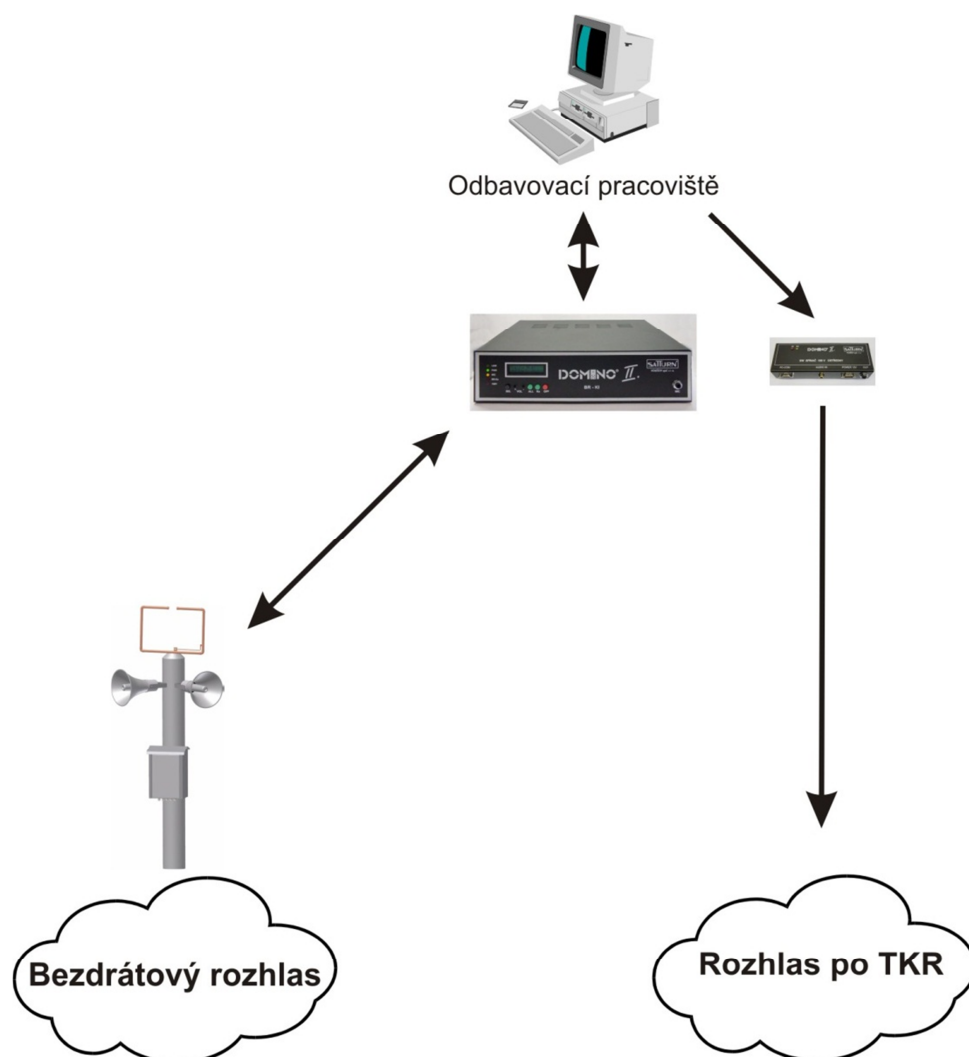 Odbavovací pracoviště
DOMINO II.
SATTURN
DOMINO II.
Bezdrátový rozhlas
Rozhlas po TKR